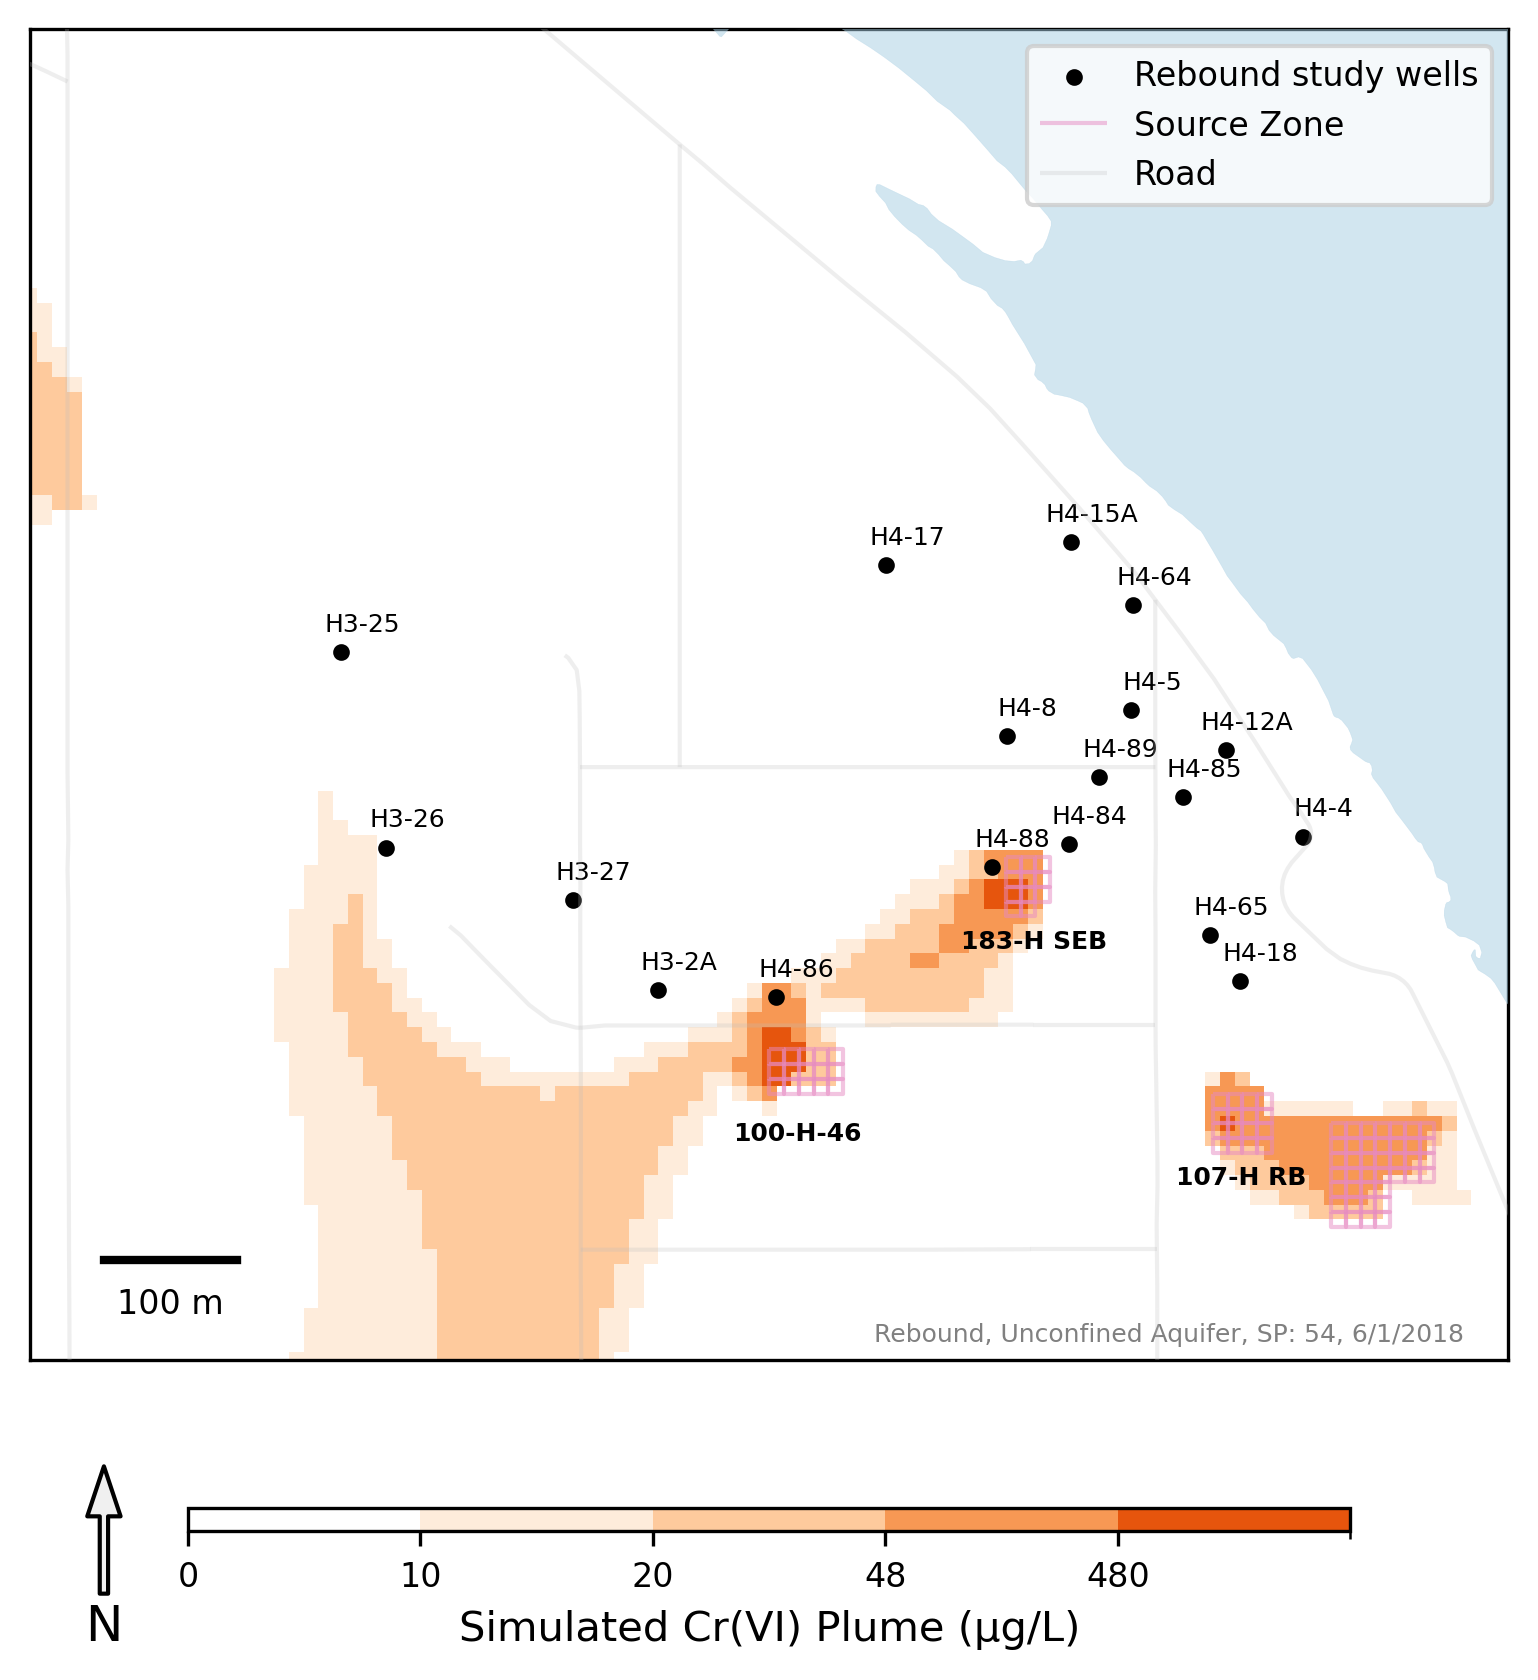 Rebound study wells
Source Zone
Road
H4-15A
H4-17
H4-64
H3-25
H4-5
H4-8
H4-12A
H4-89
H4-85
H4-4
H4-84
H3-26
H4-88
H3-27
H4-65
183-H SEB
H4-18
H3-2A
H4-86
100-H-46
107-H RB
100 m
Rebound, Unconfined Aquifer, SP: 54, 6/1/2018
0 10 20 48 480
Simulated Cr(VI) Plume (µg/L)
N